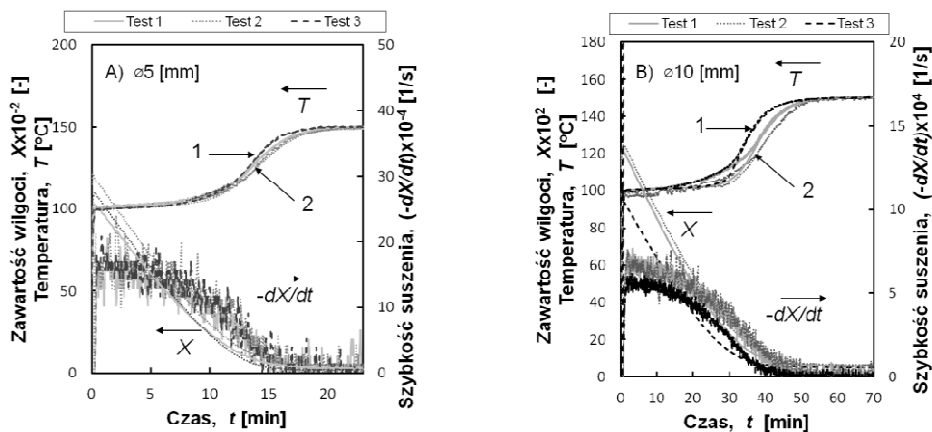 Test 1 Test 2 Test 3
A) ⌀5 [mm]
Zawartość wilgoci, Xx10⁻² [-]
Temperatura, T [°C]
200
150
100
50
0
T
1
2
X
-dX/dt
50
40
30
20
10
0
Szybkość suszenia, (-dX/dt)x10⁻⁴ [1/s]
0 5 10 15 20
Czas, t [min]
Test 1 Test 2 Test 3
B) ⌀10 [mm]
Zawartość wilgoci, Xx10² [-]
Temperatura, T [°C]
180
160
140
120
100
80
60
40
20
0
T
1
2
X
-dX/dt
20
15
10
5
0
Szybkość suszenia, (-dX/dt)x10⁴ [1/s]
0 10 20 30 40 50 60 70
Czas, t [min]